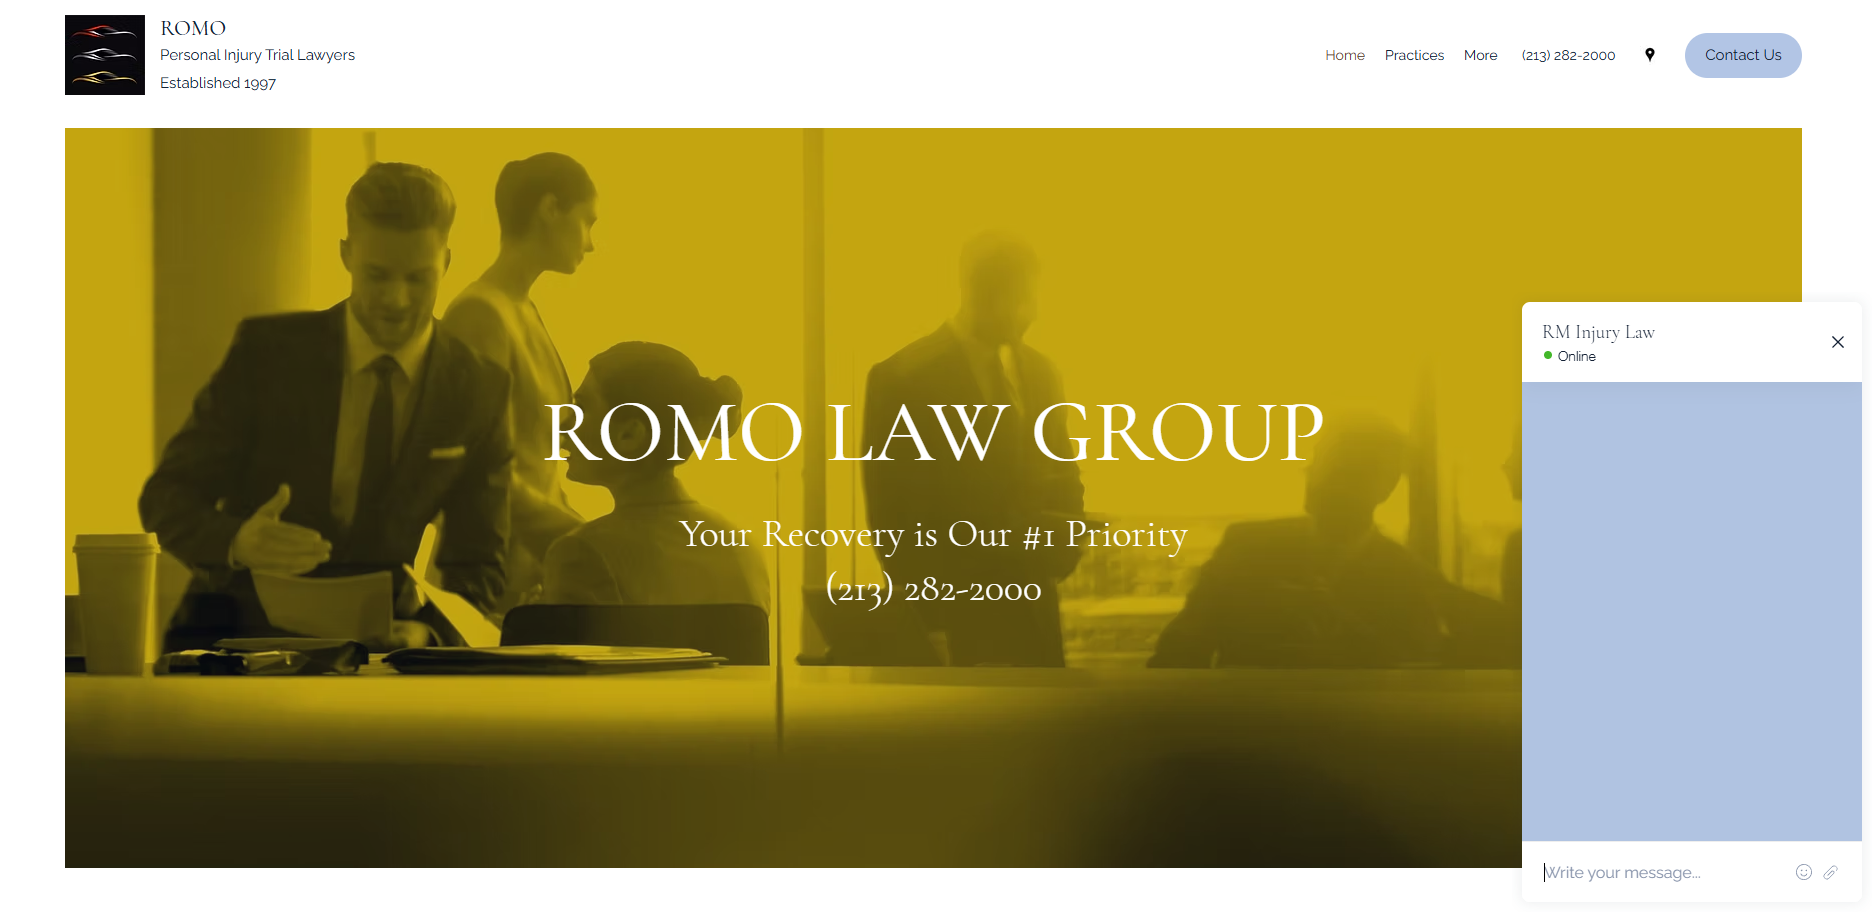 ROMO
Personal Injury Trial Lawyers
Established 1997
Home Practices More (213) 282-2000 Contact Us
ROMO LAW GROUP
Your Recovery is Our #1 Priority
(213) 282-2000
RM Injury Law
Online
Write your message...